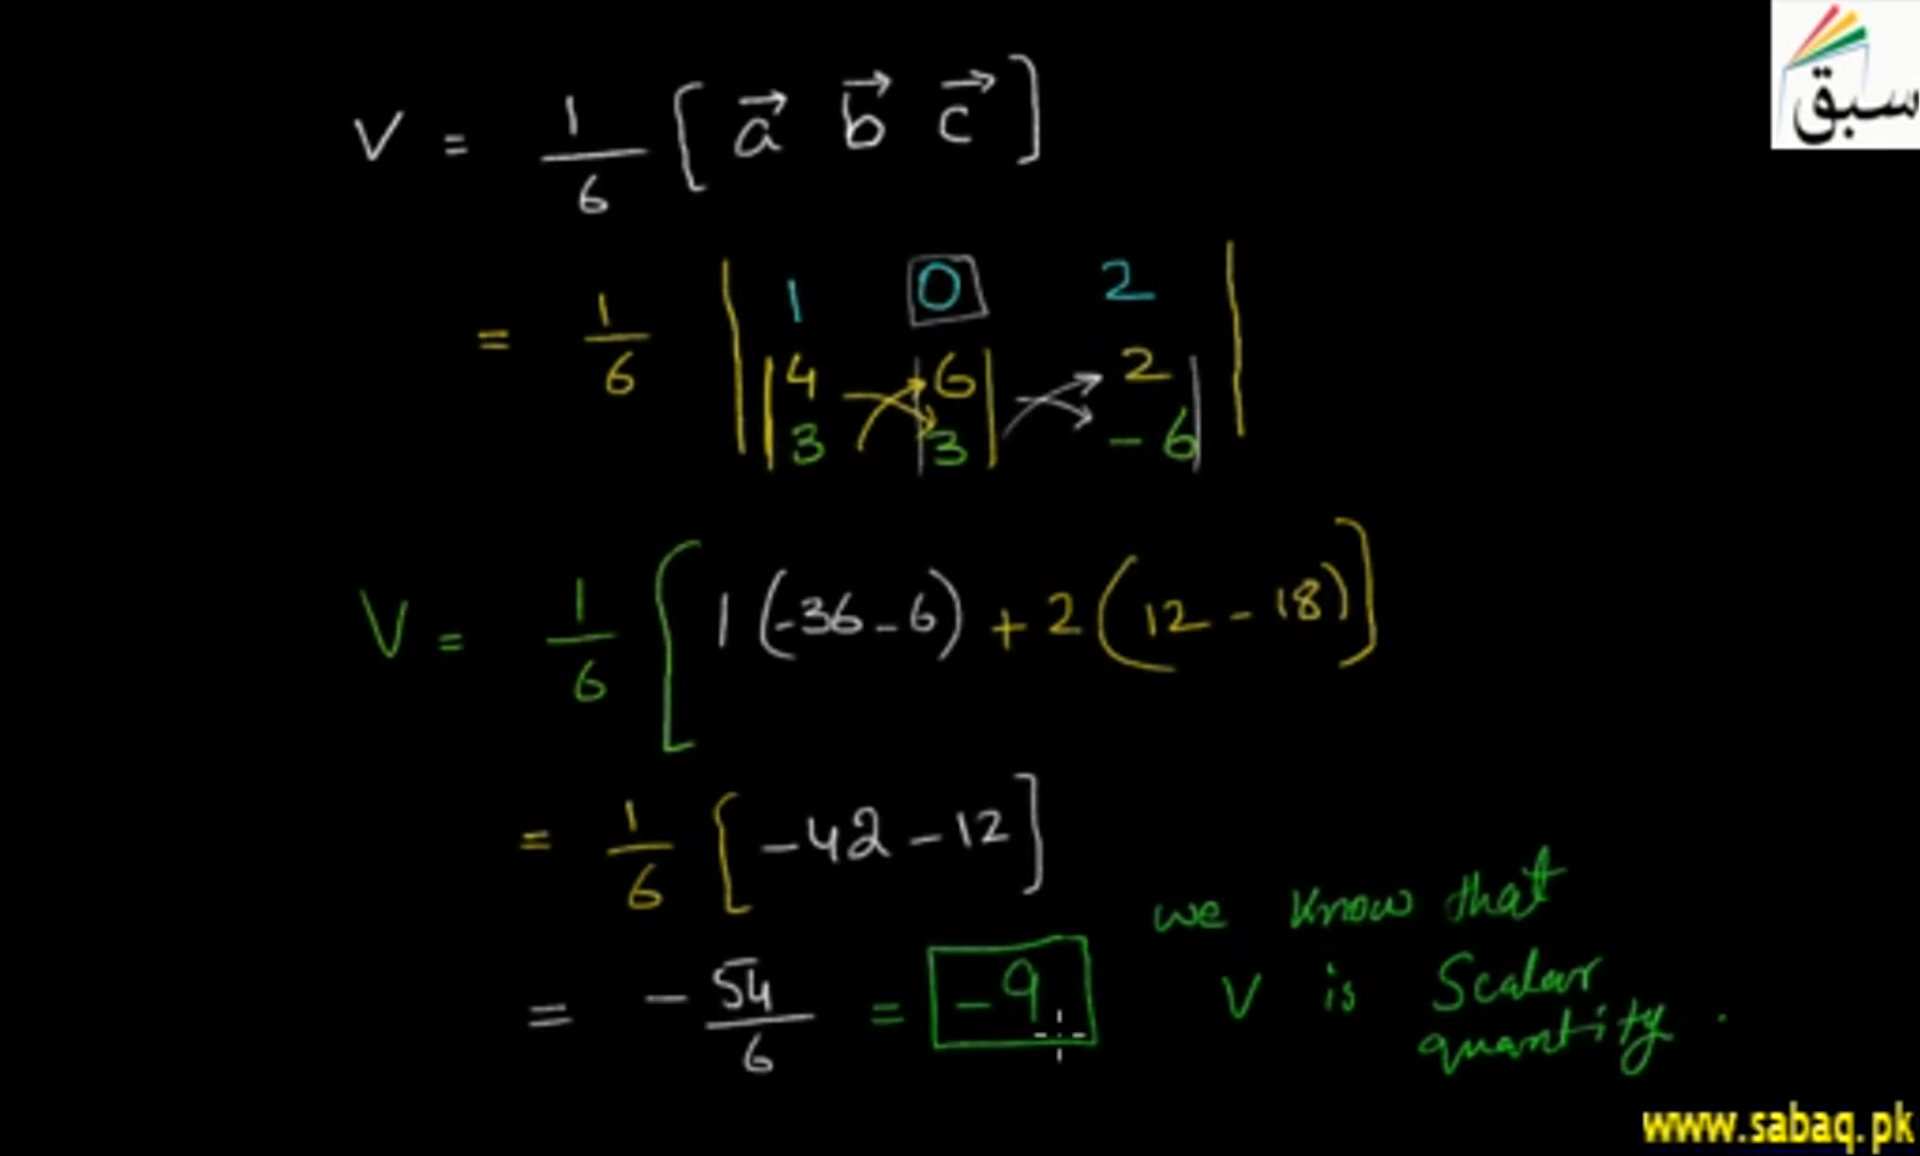 سبق
V = 1/6 [a⃗ b⃗ c⃗]
= 1/6 | 1 0 2 |
| 4 6 2 |
| 3 3 -6 |
V = 1/6 [1(-36-6) + 2(12-18)]
= 1/6 [-42-12]
= -54/6 = -9
we know that
V is Scalar
quantity.
www.sabaq.pk